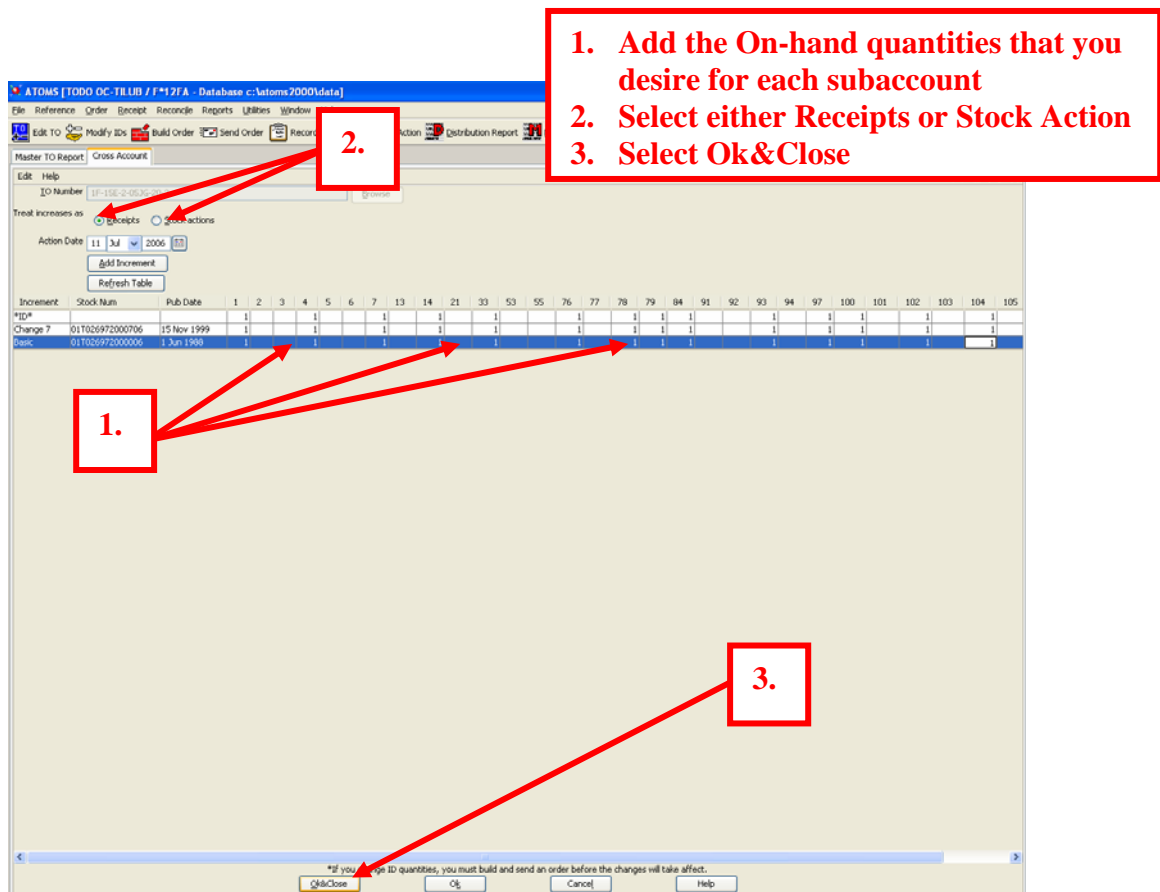 1. Add the On-hand quantities that you
desire for each subaccount
2. Select either Receipts or Stock Action
3. Select Ok&Close
ATOMS [TODO OC-TILUB / F*12FA - Database c:\atoms2000\data]
File Reference Order Receipt Reconcile Reports Utilities Window
Edit TO Modify IDs Build Order Send Order Action Distribution Report
2.
Master TO Report Cross Account
Edit Help
TO Number Browse
Treat increases as Receipts Stock actions
Action Date 11 Jul 2006
Add Increment
Refresh Table
Increment Stock Num Pub Date 1 2 3 4 5 6 7 13 14 21 33 53 55 76 77 78 79 84 91 92 93 94 97 100 101 102 103 104 105
*ID* 1 1 1 1 1 1 1 1 1 1 1 1 1 1
Change 7 01T026972000706 15 Nov 1999 1 1 1 1 1 1 1 1 1 1 1 1 1 1
Basic 01T026972000006 1 Jun 1988 1 1 1 1 1 1 1 1 1 1 1 1 1 1
1.
3.
*If you change ID quantities, you must build and send an order before the changes will take affect.
Ok&Close Ok Cancel Help